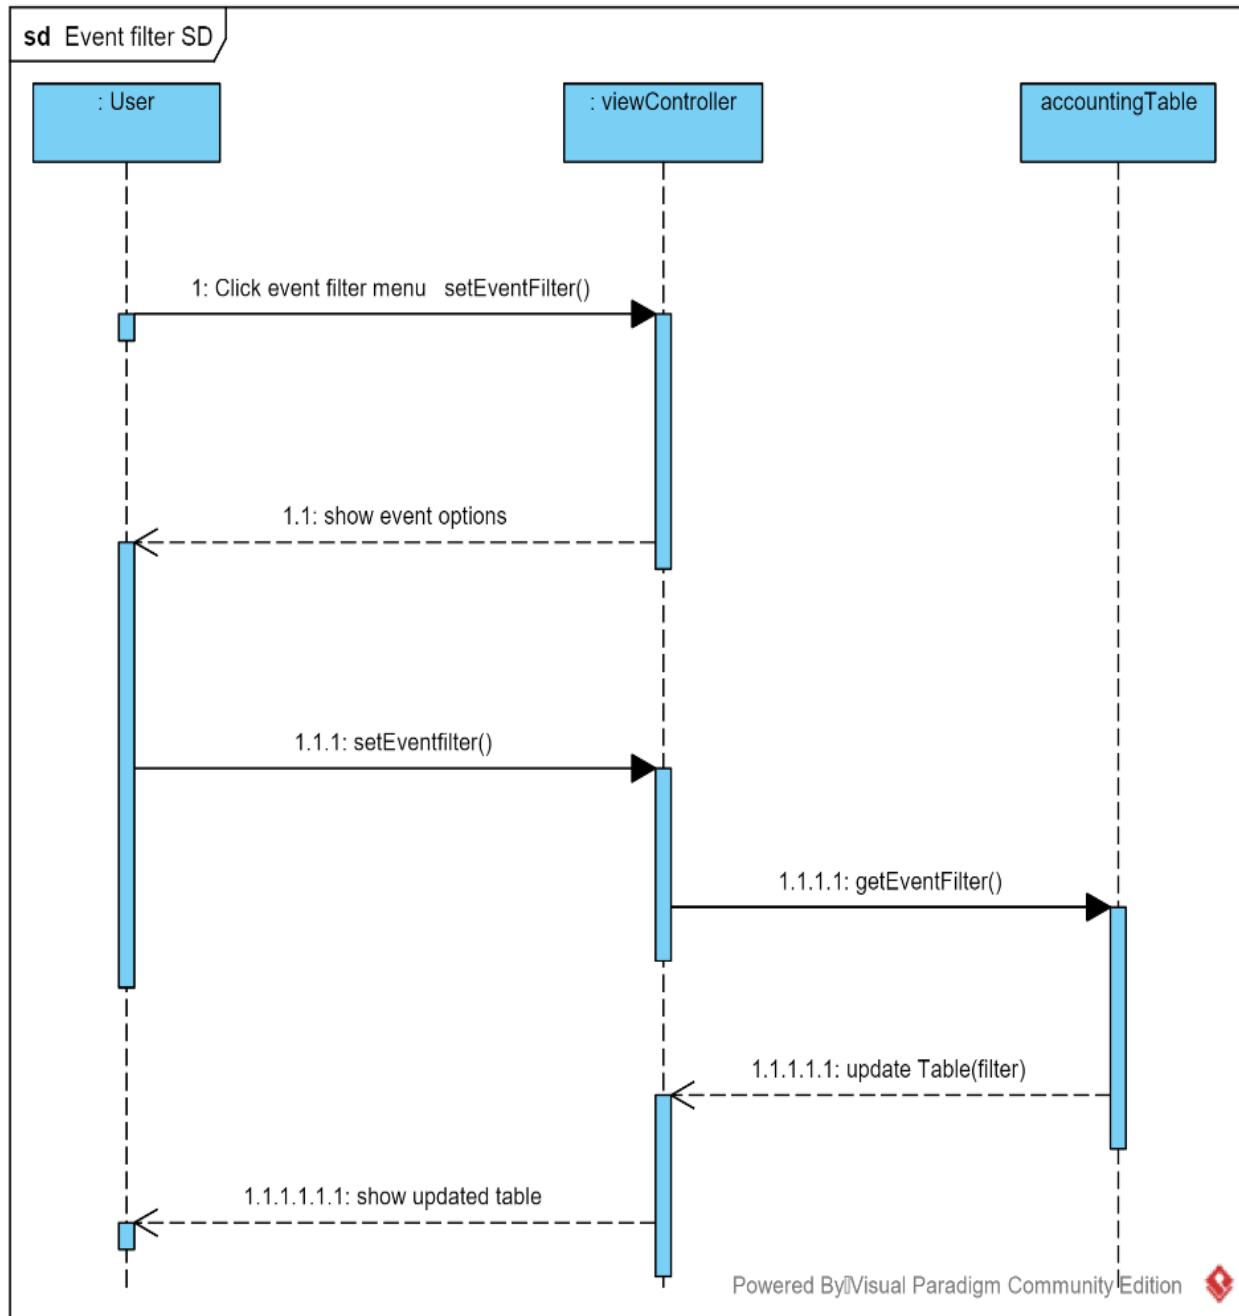 sd Event filter SD
: User
: viewController
accountingTable
1: Click event filter menu setEventFilter()
1.1: show event options
1.1.1: setEventfilter()
1.1.1.1: getEventFilter()
1.1.1.1.1: update Table(filter)
1.1.1.1.1.1: show updated table
Powered By Visual Paradigm Community Edition